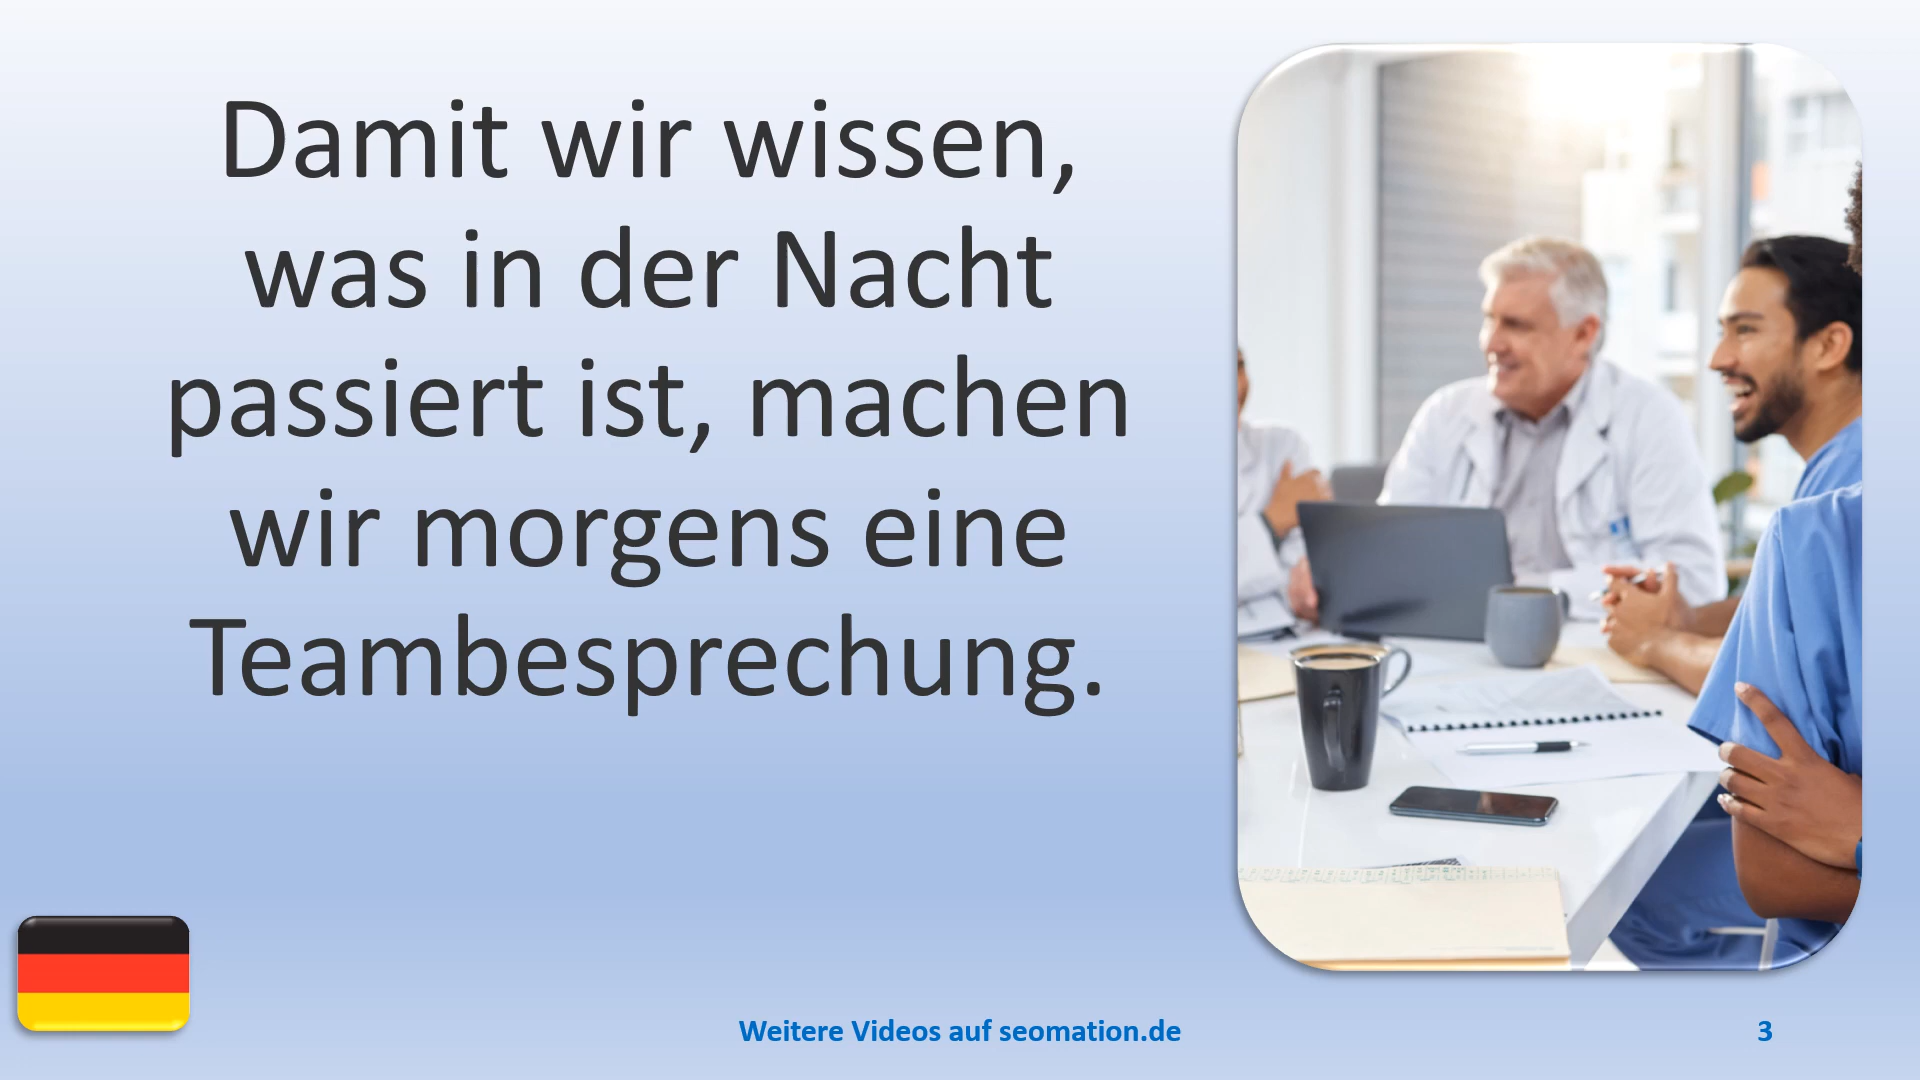 Damit wir wissen,
was in der Nacht
passiert ist, machen
wir morgens eine
Teambesprechung.
Weitere Videos auf seomation.de
3